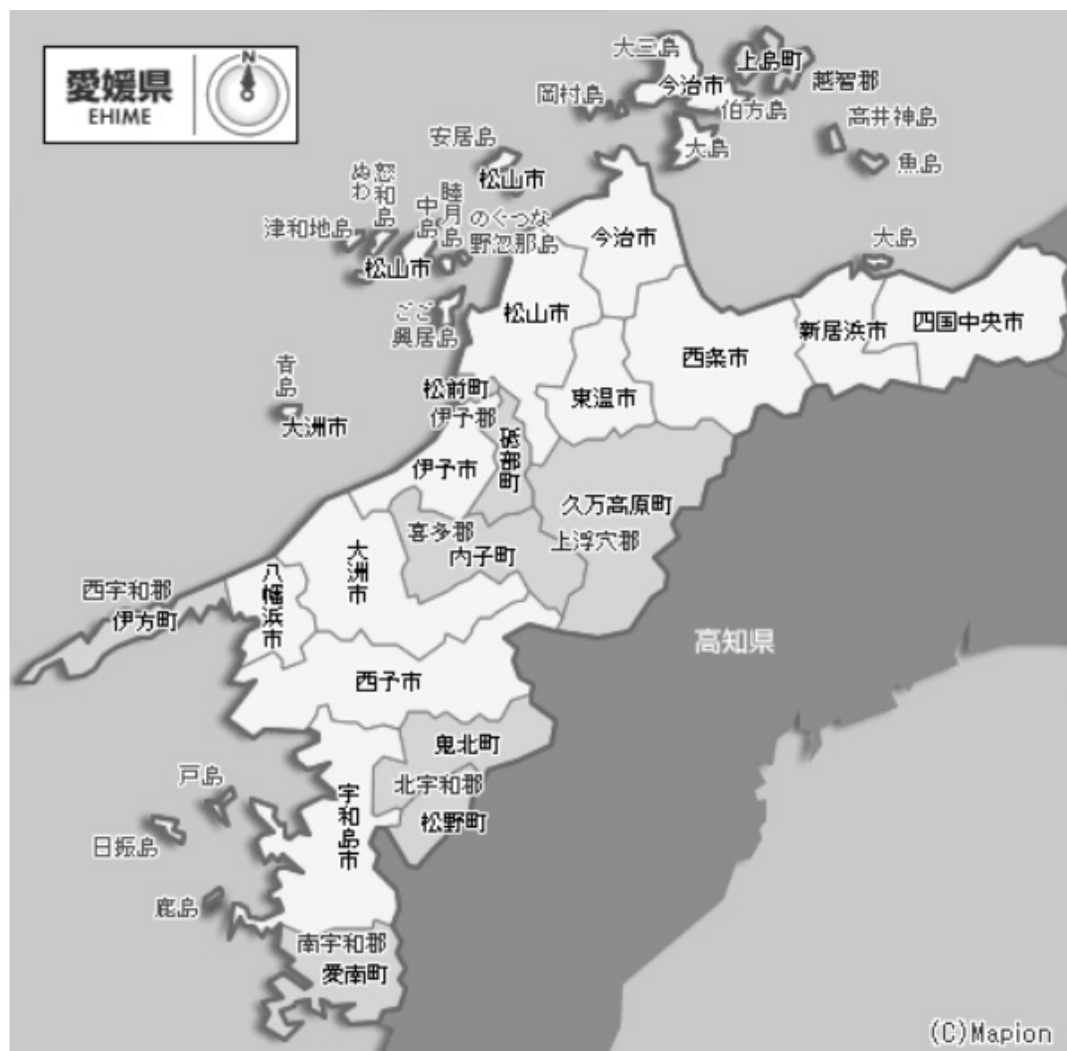 愛媛県
EHIME
N
大三島
今治市
上島町
越智郡
岡村島
伯方島
高井神島
魚島
大島
安居島
松山市
ぬわ
怒和島
中島
睦月島
のぐつな
野忽那島
津和地島
松山市
今治市
大島
ごご
興居島
松山市
西条市
新居浜市
四国中央市
青島
大洲市
松前町
伊予郡
東温市
砥部町
伊予市
久万高原町
上浮穴郡
喜多郡
内子町
大洲市
八幡浜市
西宇和郡
伊方町
高知県
西予市
鬼北町
北宇和郡
松野町
宇和島市
戸島
日振島
鹿島
南宇和郡
愛南町
(C)Mapion